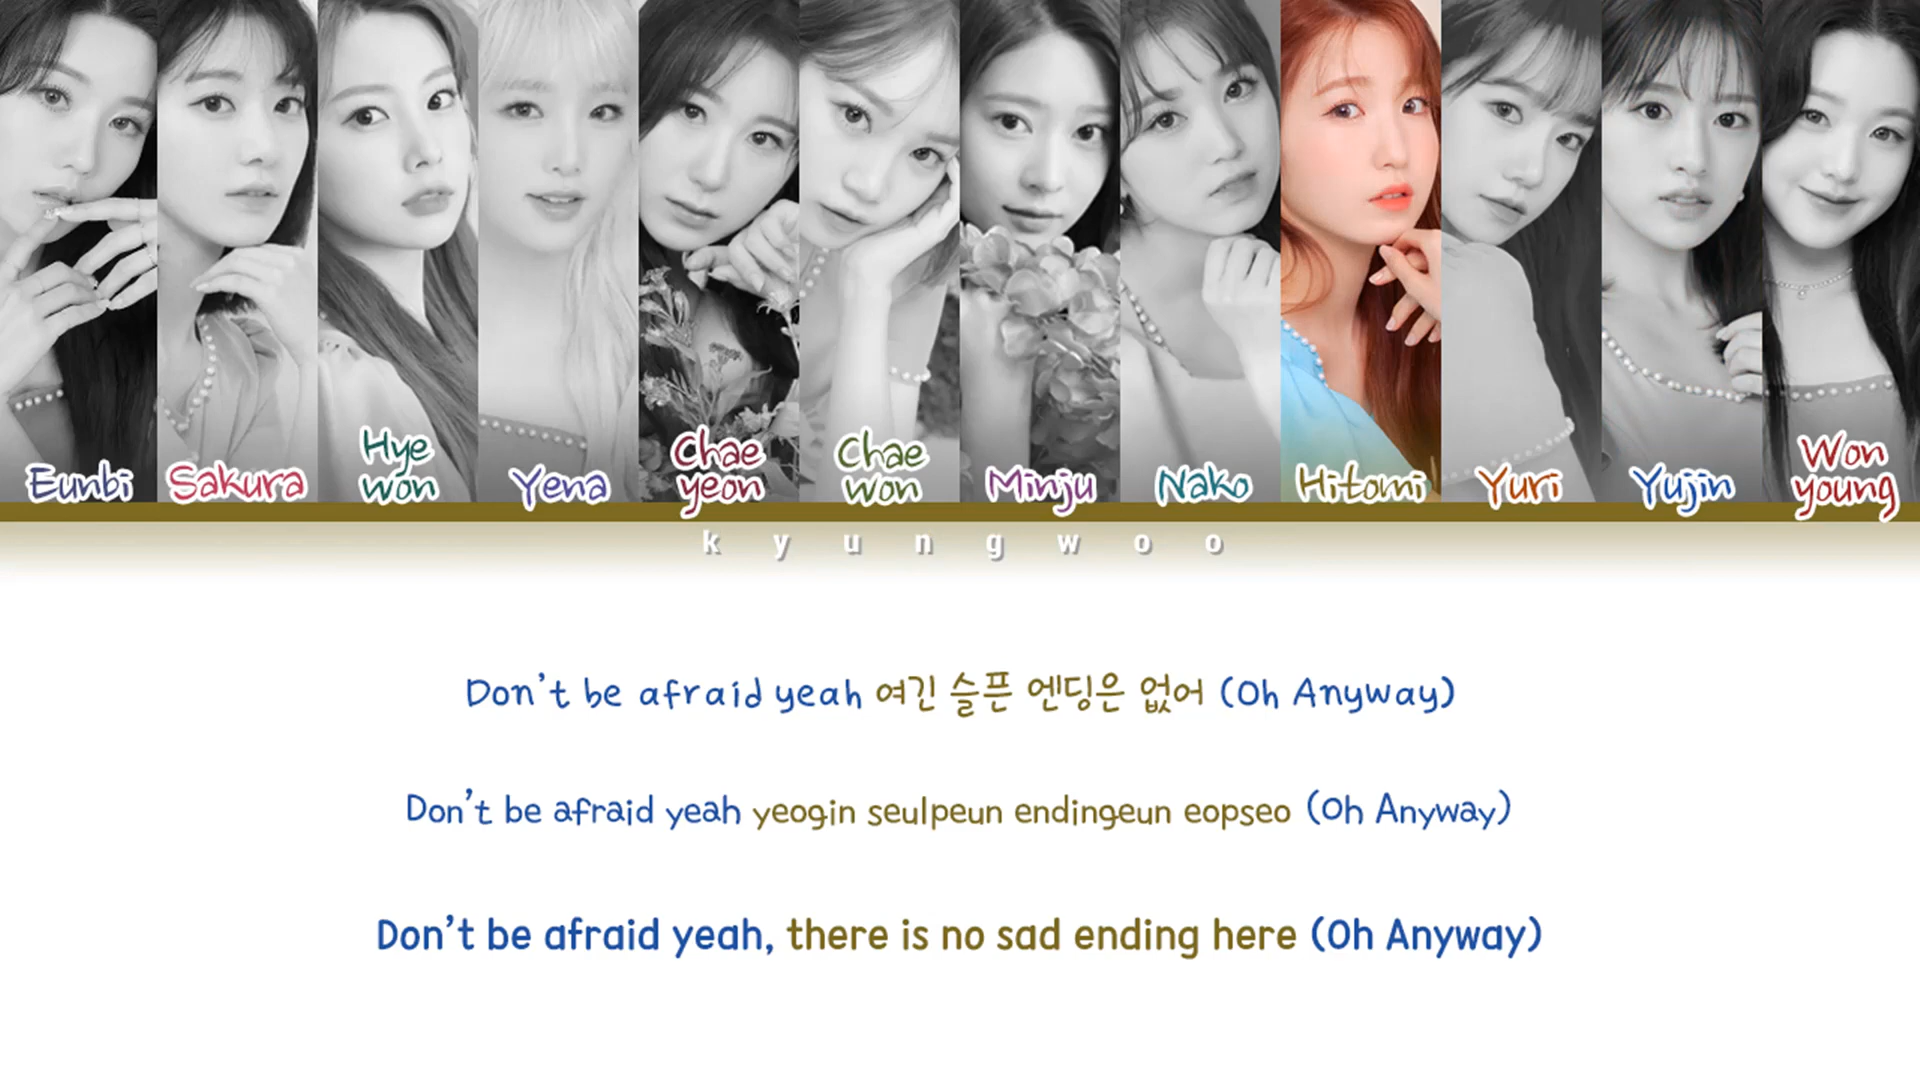 Eunbi
Sakura
Hye
won
Yena
Chae
yeon
Chae
won
Minju
Nako
Hitomi
Yuri
Yujin
Won
young
kyungwoo
Don't be afraid yeah 여긴 슬픈 엔딩은 없어 (Oh Anyway)
Don't be afraid yeah yeogin seulpeun endingeun eopseo (Oh Anyway)
Don't be afraid yeah, there is no sad ending here (Oh Anyway)